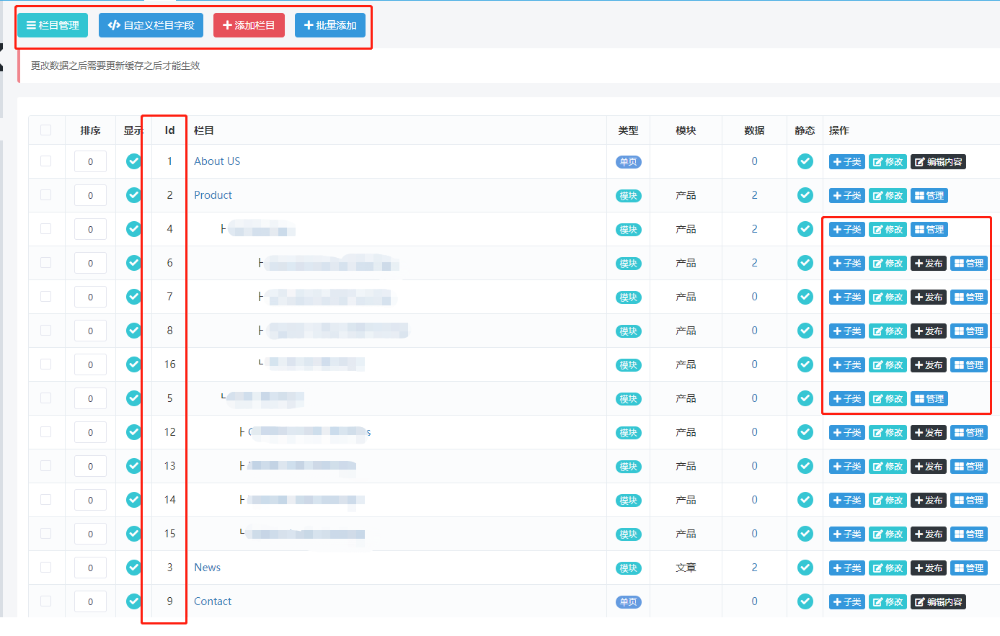 栏目管理 自定义栏目字段 添加栏目 批量添加
更改数据之后需要更新缓存之后才能生效
排序 显示 Id 栏目 类型 模块 数据 静态 操作
0 1 About US 单页 0 子类 修改 编辑内容
0 2 Product 模块 产品 2 子类 修改 管理
0 4 ├ 模块 产品 2 子类 修改 管理
0 6 ├ 模块 产品 2 子类 修改 发布 管理
0 7 ├ 模块 产品 0 子类 修改 发布 管理
0 8 ├ 模块 产品 0 子类 修改 发布 管理
0 16 └ 模块 产品 0 子类 修改 发布 管理
0 5 └ 模块 产品 0 子类 修改 管理
0 12 ├ 模块 产品 0 子类 修改 发布 管理
0 13 ├ 模块 产品 0 子类 修改 发布 管理
0 14 ├ 模块 产品 0 子类 修改 发布 管理
0 15 └ 模块 产品 0 子类 修改 发布 管理
0 3 News 模块 文章 2 子类 修改 发布 管理
0 9 Contact 单页 0 子类 修改 编辑内容